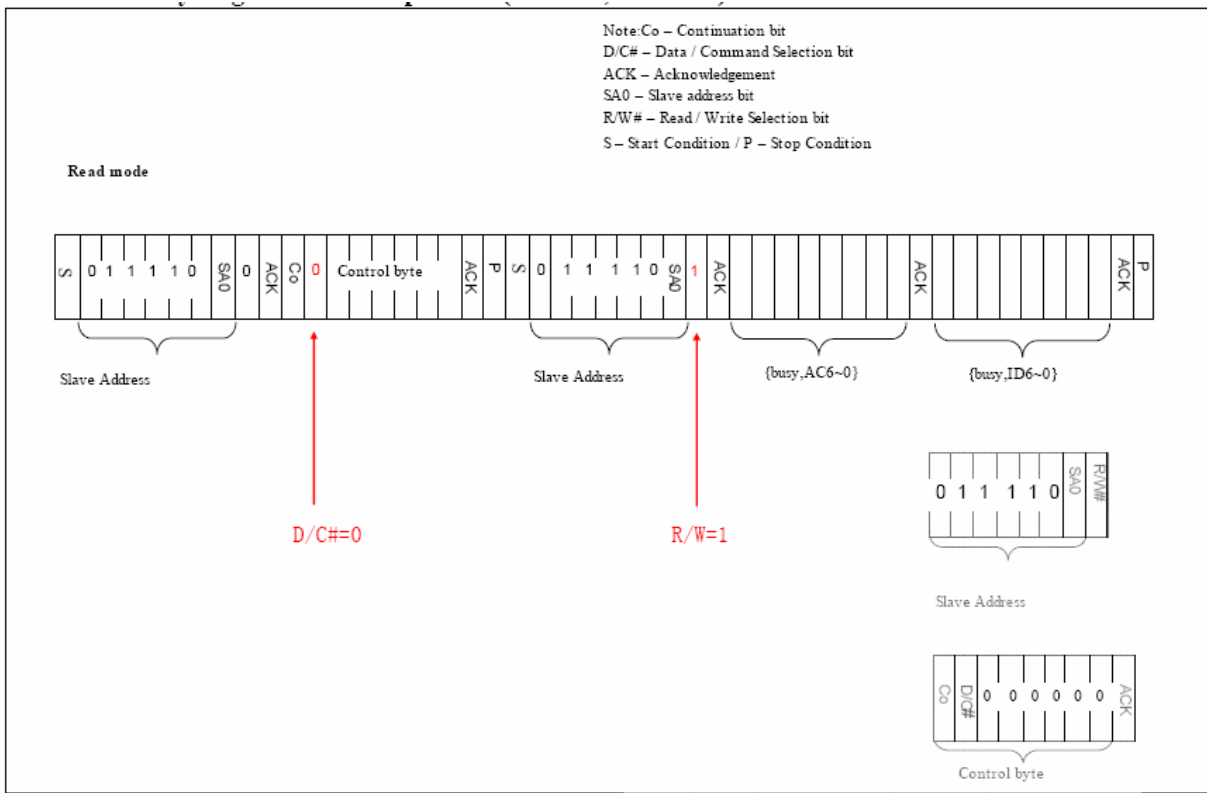 Note:Co – Continuation bit
D/C# – Data / Command Selection bit
ACK – Acknowledgement
SA0 – Slave address bit
R/W# – Read / Write Selection bit
S – Start Condition / P – Stop Condition
Read mode
S 0 1 1 1 1 0 SA0 0 ACK Co 0 Control byte ACK P S 0 1 1 1 1 0 SA0 1 ACK ACK ACK P
Slave Address
Slave Address
{busy,AC6~0}
{busy,ID6~0}
D/C#=0
R/W=1
0 1 1 1 1 0 SA0 R/W#
Slave Address
Co D/C# 0 0 0 0 0 0 ACK
Control byte